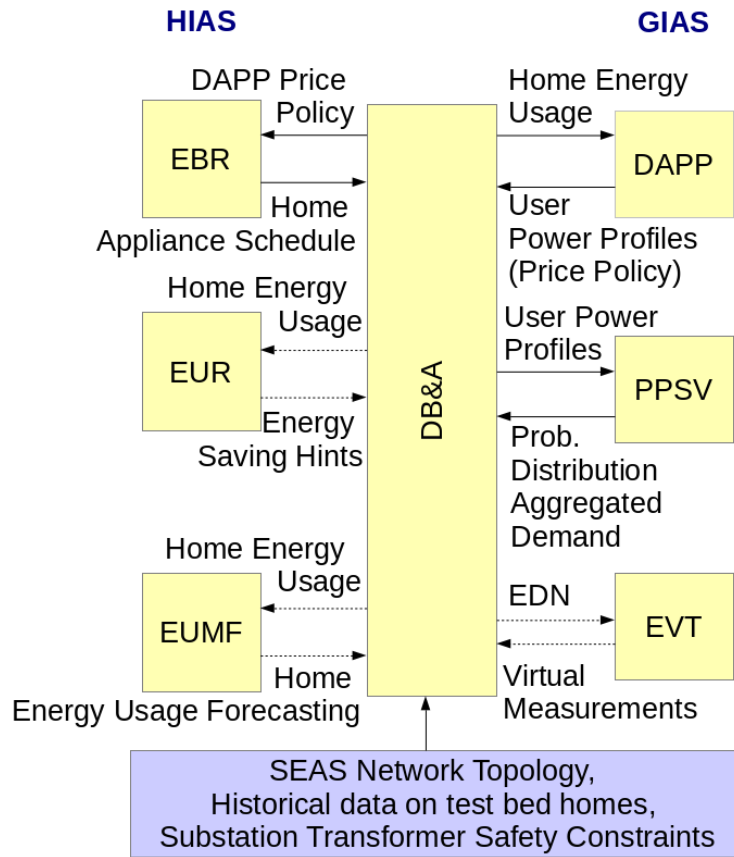 HIAS
GIAS
DAPP Price
Policy
EBR
Home
Appliance Schedule
Home Energy
Usage
DAPP
User
Power Profiles
(Price Policy)
Home Energy
Usage
EUR
Energy
Saving Hints
DB&A
User Power
Profiles
PPSV
Prob.
Distribution
Aggregated
Demand
Home Energy
Usage
EUMF
Home
Energy Usage Forecasting
EDN
EVT
Virtual
Measurements
SEAS Network Topology,
Historical data on test bed homes,
Substation Transformer Safety Constraints